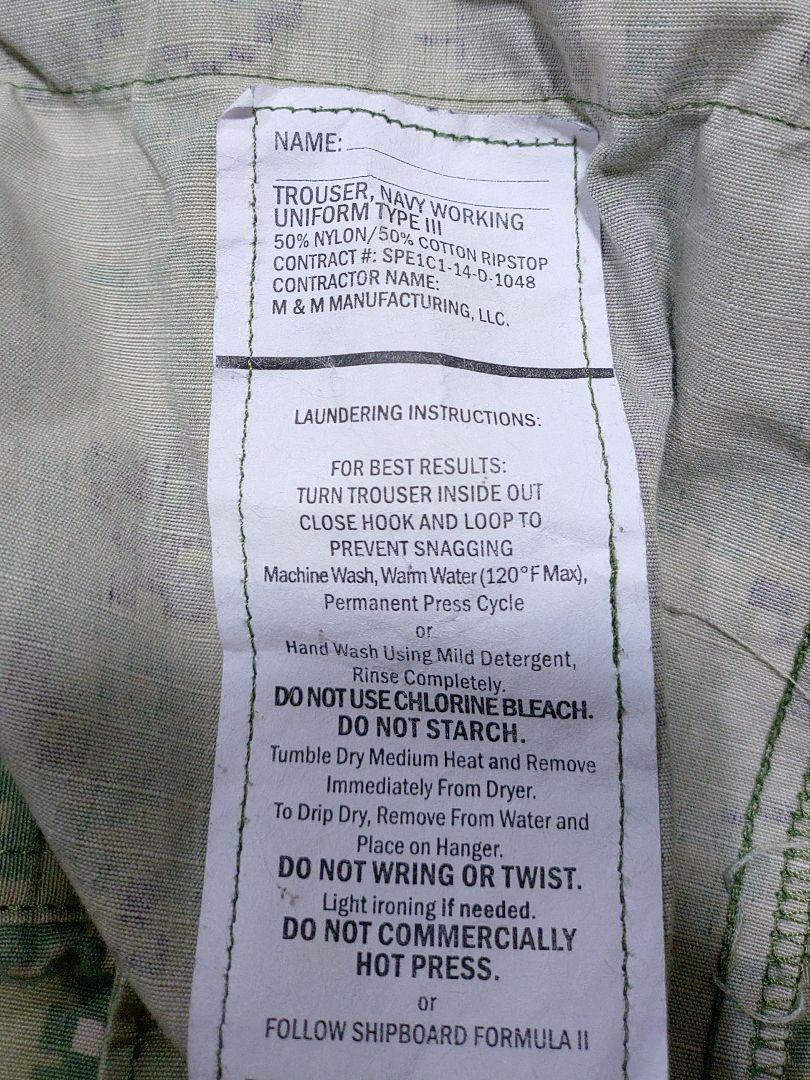 NAME:
TROUSER, NAVY WORKING
UNIFORM TYPE III
50% NYLON/50% COTTON RIPSTOP
CONTRACT #: SPE1C1-14-D-1048
CONTRACTOR NAME:
M & M MANUFACTURING, LLC.
LAUNDERING INSTRUCTIONS:
FOR BEST RESULTS:
TURN TROUSER INSIDE OUT
CLOSE HOOK AND LOOP TO
PREVENT SNAGGING
Machine Wash, Warm Water (120°F Max),
Permanent Press Cycle
or
Hand Wash Using Mild Detergent,
Rinse Completely.
DO NOT USE CHLORINE BLEACH.
DO NOT STARCH.
Tumble Dry Medium Heat and Remove
Immediately From Dryer.
To Drip Dry, Remove From Water and
Place on Hanger.
DO NOT WRING OR TWIST.
Light ironing if needed.
DO NOT COMMERCIALLY
HOT PRESS.
or
FOLLOW SHIPBOARD FORMULA II